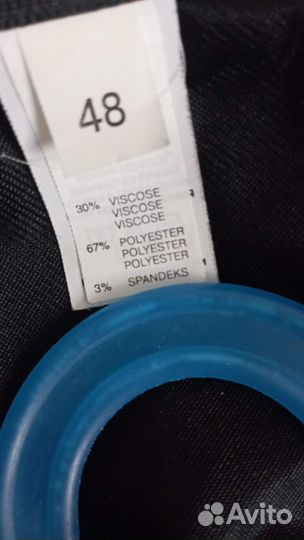 48
30% VISCOSE
VISCOSE
VISCOSE
67% POLYESTER
POLYESTER
POLYESTER
3% SPANDEKS
Avito